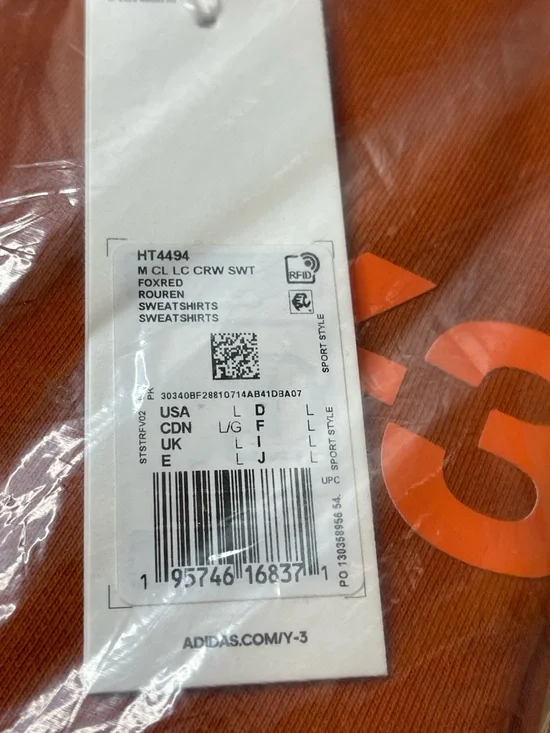 HT4494
M CL LC CRW SWT
FOXRED
ROUREN
SWEATSHIRTS
SWEATSHIRTS
RFID
SPORT STYLE
PK 30340BF28810714AB41DBA07
STSTRFV02
USA L D L
CDN L/G F L
UK L I L
E L J L
SPORT STYLE
UPC
1 95746 16837 1
PO 130358956 54.
ADIDAS.COM/Y-3
Y-3